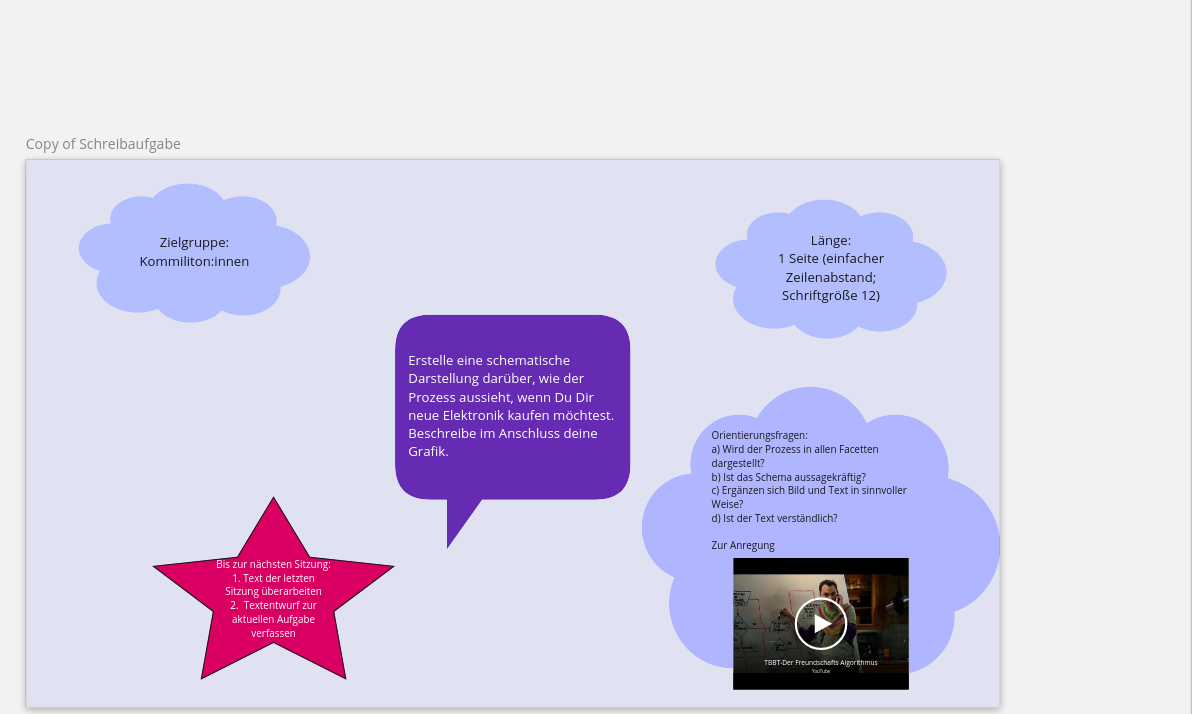 Copy of Schreibaufgabe
Zielgruppe:
Kommiliton:innen
Länge:
1 Seite (einfacher
Zeilenabstand;
Schriftgröße 12)
Erstelle eine schematische
Darstellung darüber, wie der
Prozess aussieht, wenn Du Dir
neue Elektronik kaufen möchtest.
Beschreibe im Anschluss deine
Grafik.
Orientierungsfragen:
a) Wird der Prozess in allen Facetten
dargestellt?
b) Ist das Schema aussagekräftig?
c) Ergänzen sich Bild und Text in sinnvoller
Weise?
d) Ist der Text verständlich?
Zur Anregung
TBBT-Der Freundschafts Algorithmus
YouTube
Bis zur nächsten Sitzung:
1. Text der letzten
Sitzung überarbeiten
2. Textentwurf zur
aktuellen Aufgabe
verfassen